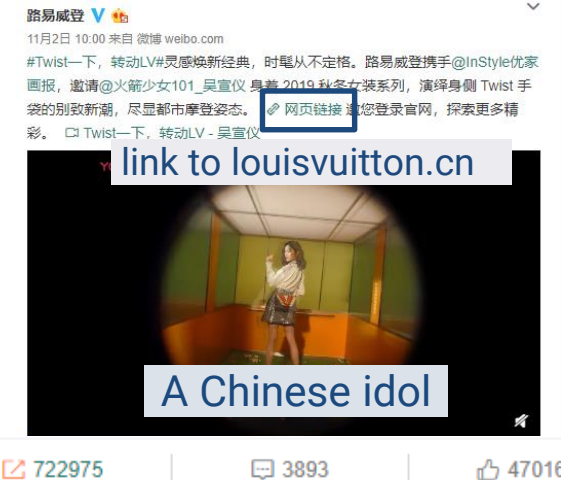 路易威登
11月2日 10:00 来自 微博 weibo.com
#Twist一下，转动LV#灵感焕新经典，时髦从不定格。路易威登携手@InStyle优家
画报，邀请@火箭少女101_吴宣仪 身着 2019 秋冬女装系列，演绎身侧 Twist 手
袋的别致新潮，尽显都市摩登姿态。 网页链接 邀您登录官网，探索更多精
彩。 Twist一下，转动LV - 吴宣仪
link to louisvuitton.cn
A Chinese idol
722975
3893
47016